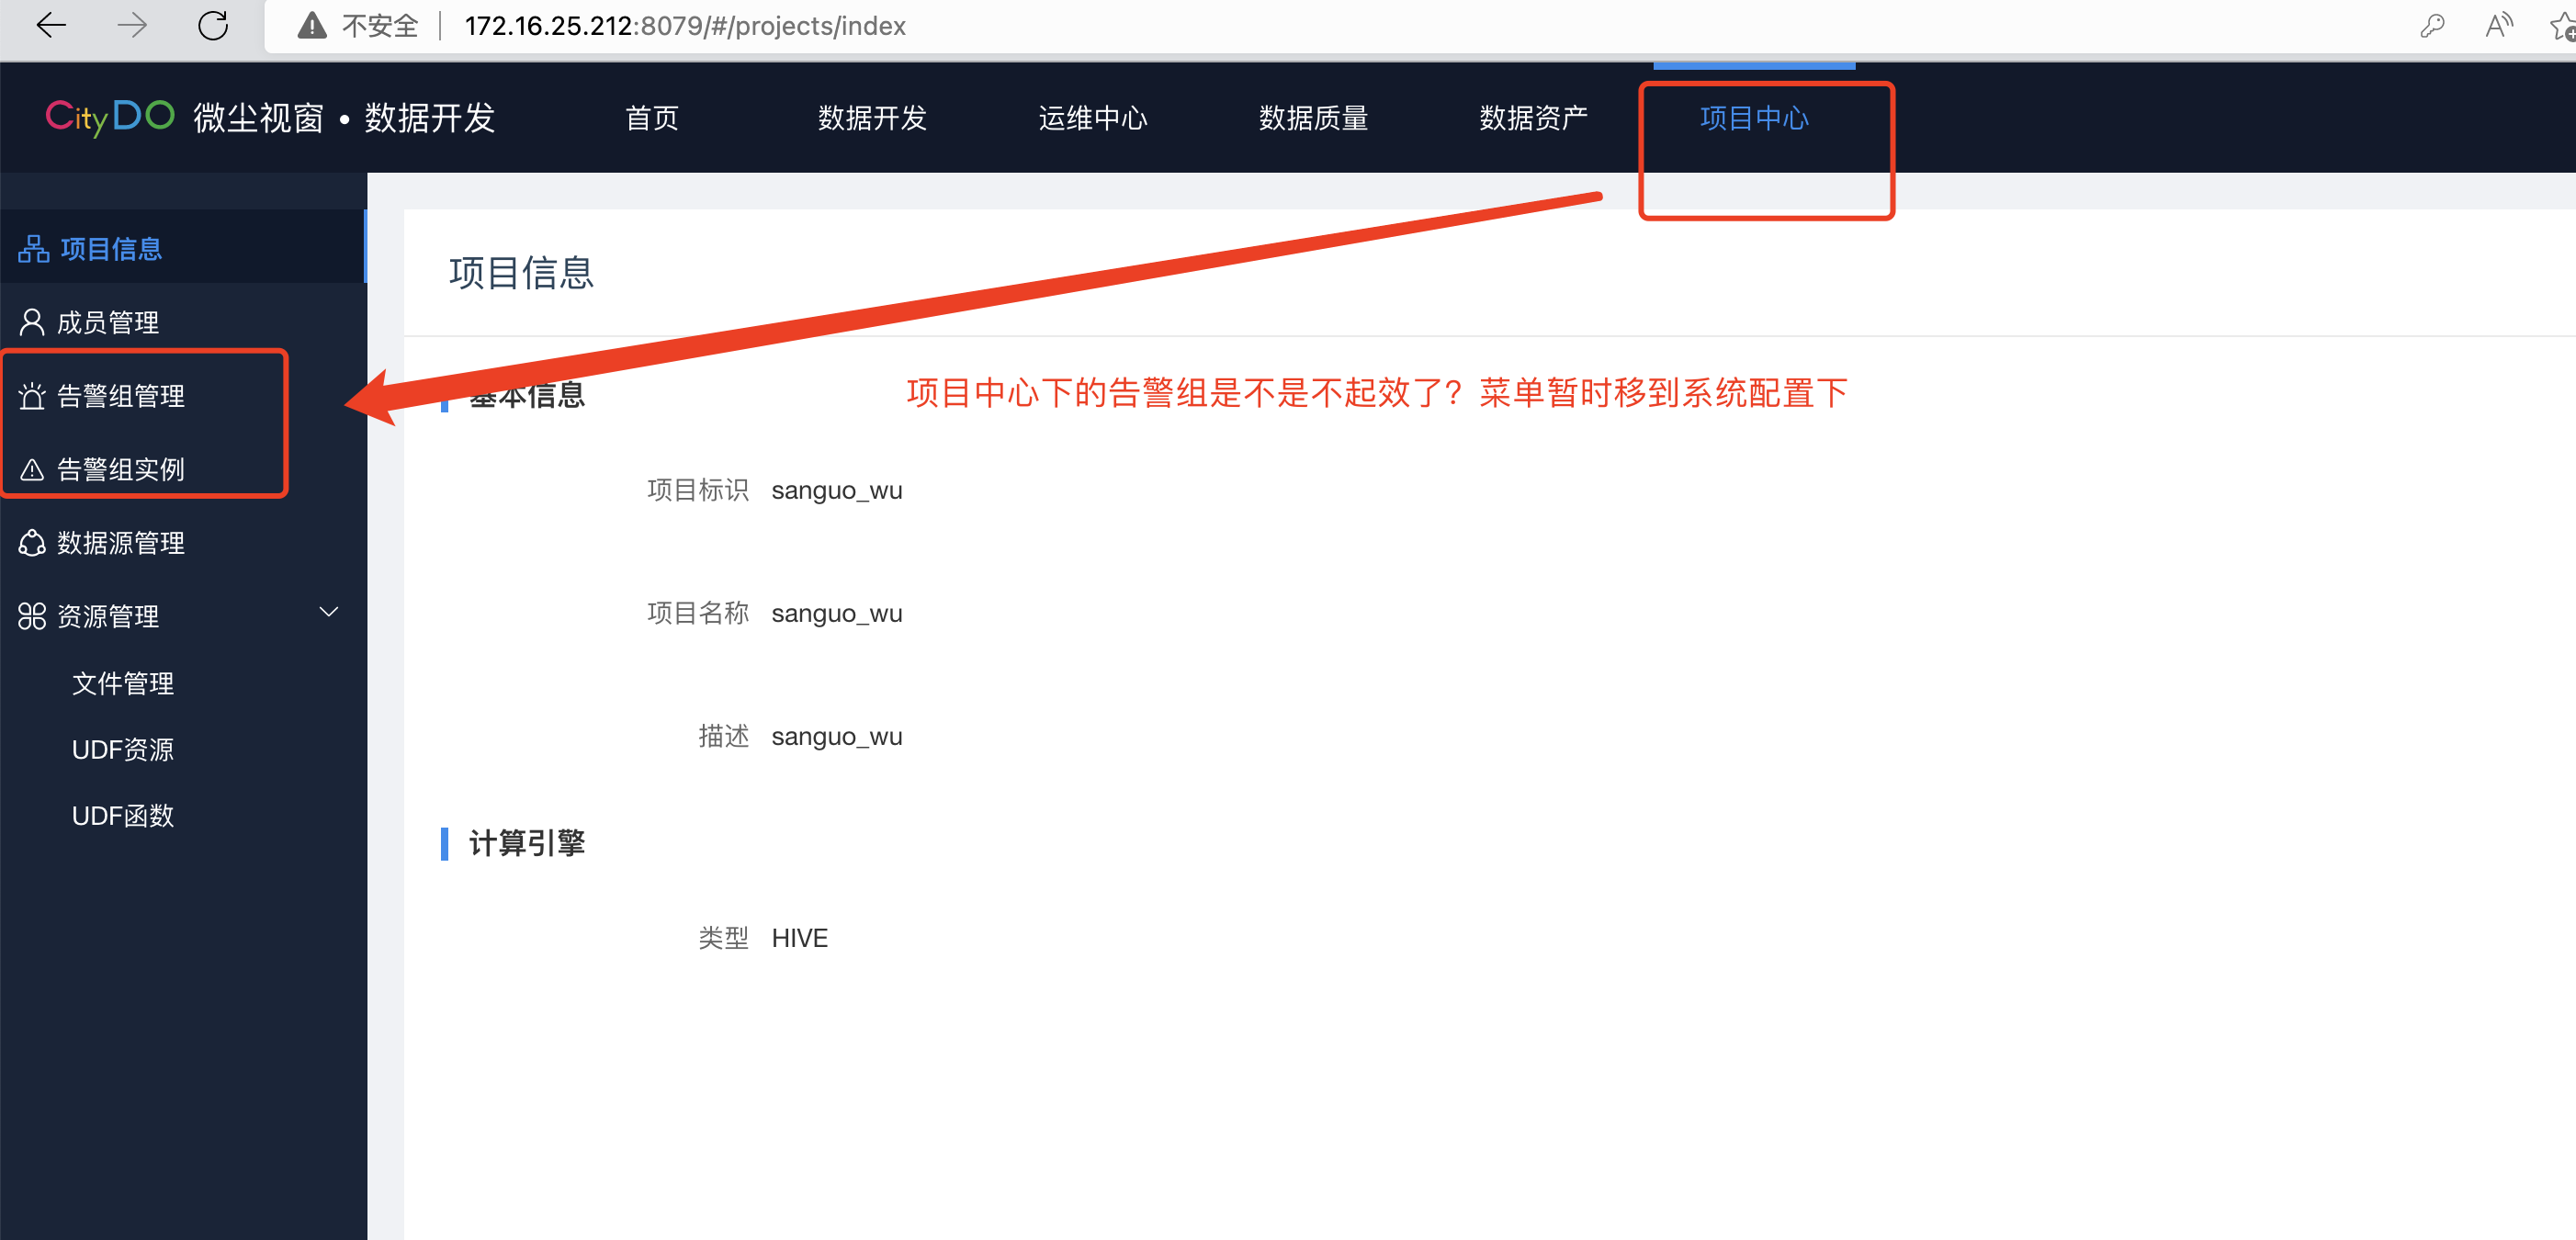 不安全 172.16.25.212:8079/#/projects/index
CityDO 微尘视窗·数据开发 首页 数据开发 运维中心 数据质量 数据资产 项目中心
项目信息
成员管理
告警组管理
告警组实例
数据源管理
资源管理
文件管理
UDF资源
UDF函数
项目信息
基本信息
项目中心下的告警组是不是不起效了？菜单暂时移到系统配置下
项目标识 sanguo_wu
项目名称 sanguo_wu
描述 sanguo_wu
计算引擎
类型 HIVE